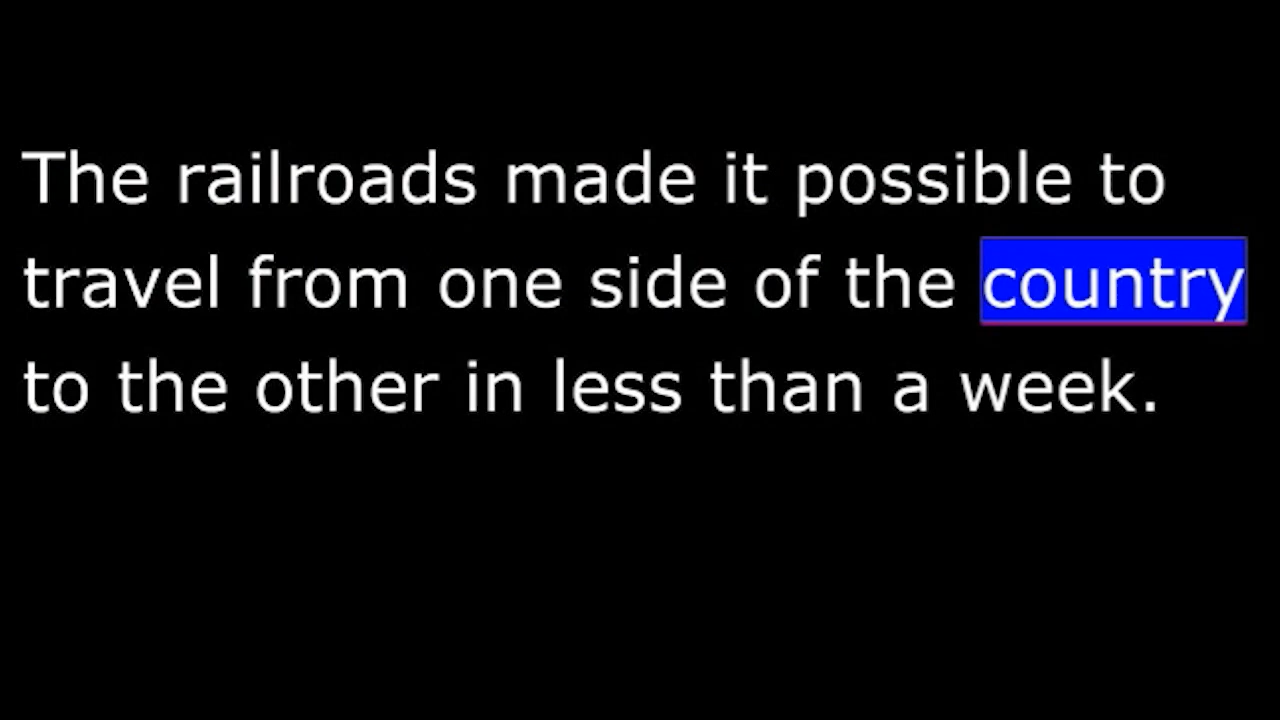 The railroads made it possible to
travel from one side of the country
to the other in less than a week.